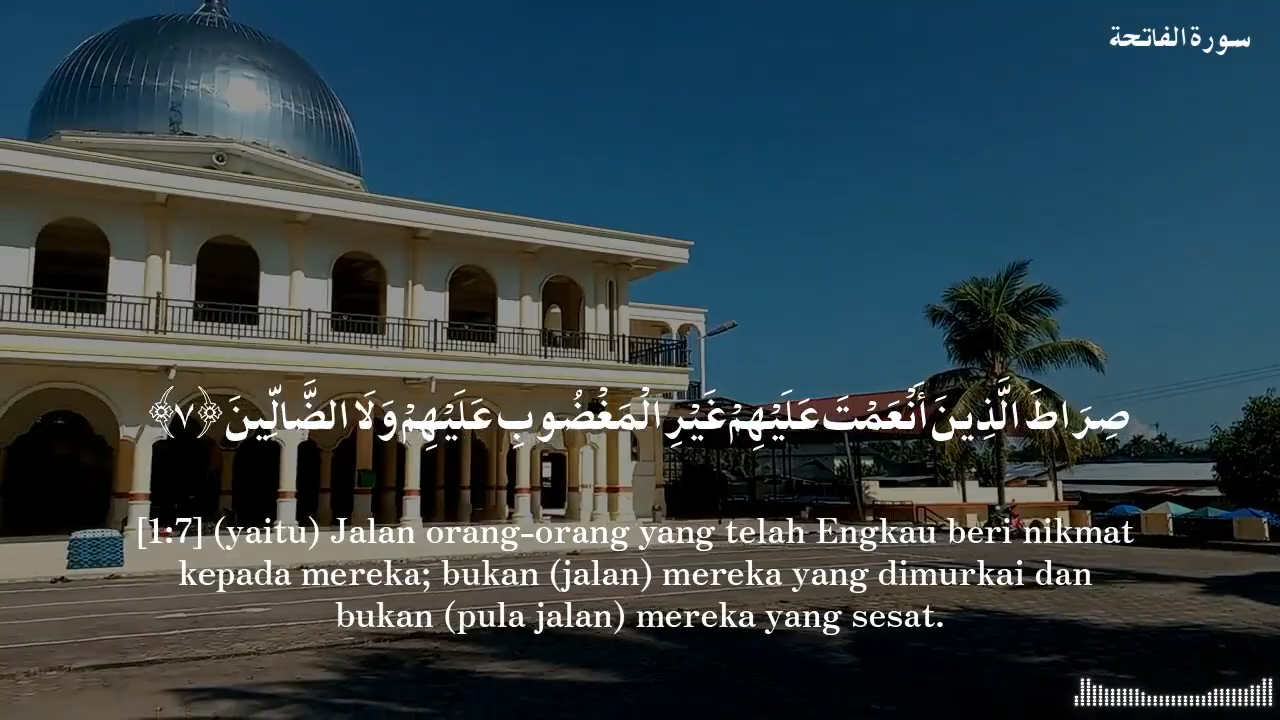 سورة الفاتحة
صِرَاطَ الَّذِينَ أَنْعَمْتَ عَلَيْهِمْ غَيْرِ الْمَغْضُوبِ عَلَيْهِمْ وَلَا الضَّالِّينَ ﴿٧﴾
[1:7] (yaitu) Jalan orang-orang yang telah Engkau beri nikmat
kepada mereka; bukan (jalan) mereka yang dimurkai dan
bukan (pula jalan) mereka yang sesat.